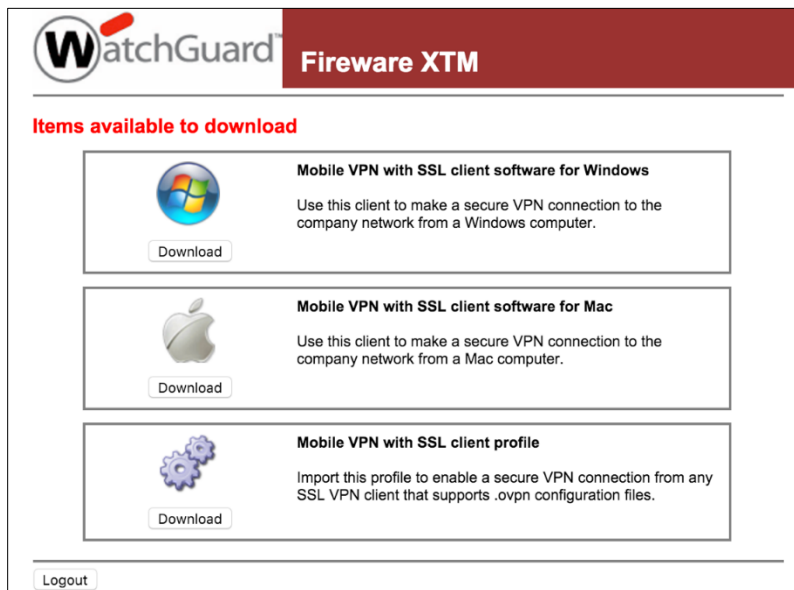 WatchGuard™
Fireware XTM
Items available to download
Mobile VPN with SSL client software for Windows
Use this client to make a secure VPN connection to the
company network from a Windows computer.
Download
Mobile VPN with SSL client software for Mac
Use this client to make a secure VPN connection to the
company network from a Mac computer.
Download
Mobile VPN with SSL client profile
Import this profile to enable a secure VPN connection from any
SSL VPN client that supports .ovpn configuration files.
Download
Logout